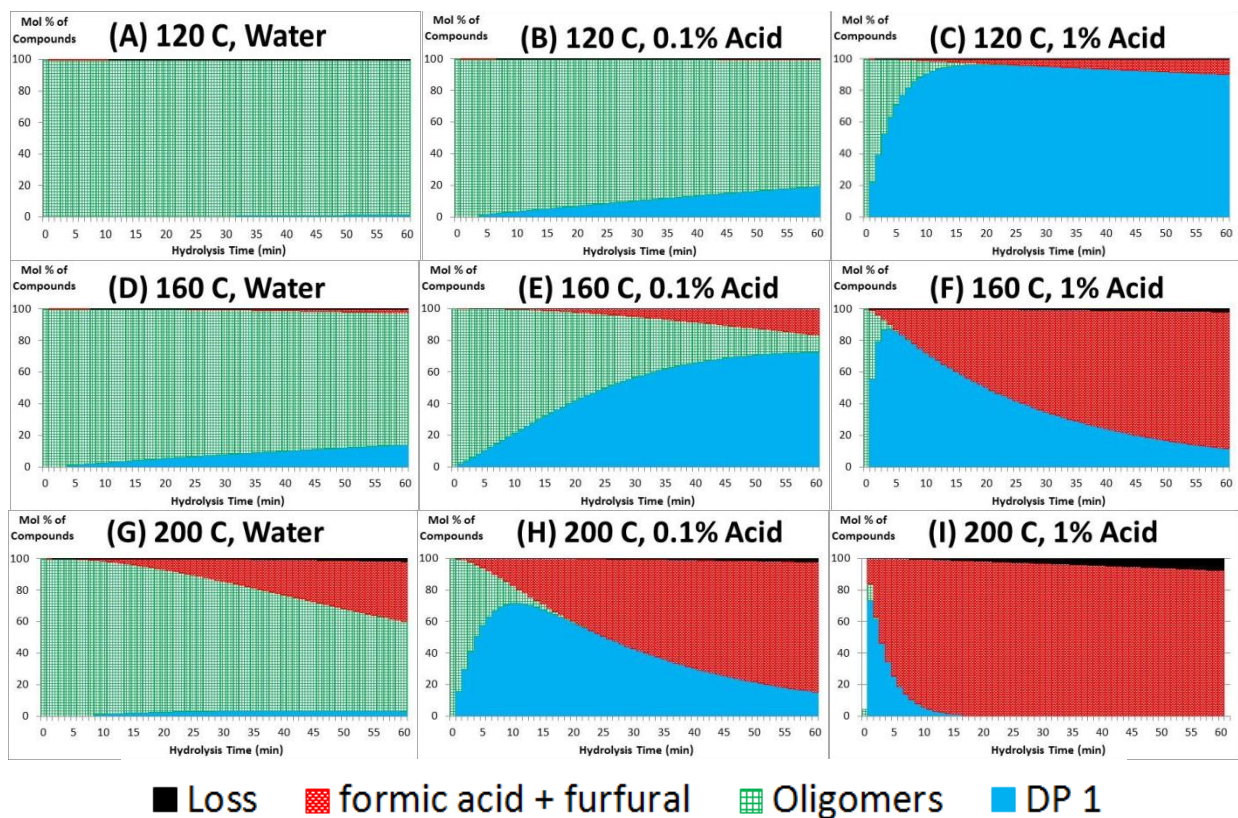 Mol % of
Compounds
(A) 120 C, Water
100
80
60
40
20
0
0 5 10 15 20 25 30 35 40 45 50 55 60
Hydrolysis Time (min)
Mol % of
Compounds
(B) 120 C, 0.1% Acid
100
80
60
40
20
0
0 5 10 15 20 25 30 35 40 45 50 55 60
Hydrolysis Time (min)
Mol % of
Compounds
(C) 120 C, 1% Acid
100
80
60
40
20
0
0 5 10 15 20 25 30 35 40 45 50 55 60
Hydrolysis Time (min)
Mol % of
Compounds
(D) 160 C, Water
100
80
60
40
20
0
0 5 10 15 20 25 30 35 40 45 50 55 60
Hydrolysis Time (min)
Mol % of
Compounds
(E) 160 C, 0.1% Acid
100
80
60
40
20
0
0 5 10 15 20 25 30 35 40 45 50 55 60
Hydrolysis Time (min)
Mol % of
Compounds
(F) 160 C, 1% Acid
100
80
60
40
20
0
0 5 10 15 20 25 30 35 40 45 50 55 60
Hydrolysis Time (min)
Mol % of
Compounds
(G) 200 C, Water
100
80
60
40
20
0
0 5 10 15 20 25 30 35 40 45 50 55 60
Hydrolysis Time (min)
Mol % of
Compounds
(H) 200 C, 0.1% Acid
100
80
60
40
20
0
0 5 10 15 20 25 30 35 40 45 50 55 60
Hydrolysis Time (min)
Mol % of
Compounds
(I) 200 C, 1% Acid
100
80
60
40
20
0
0 5 10 15 20 25 30 35 40 45 50 55 60
Hydrolysis Time (min)
Loss formic acid + furfural Oligomers DP 1